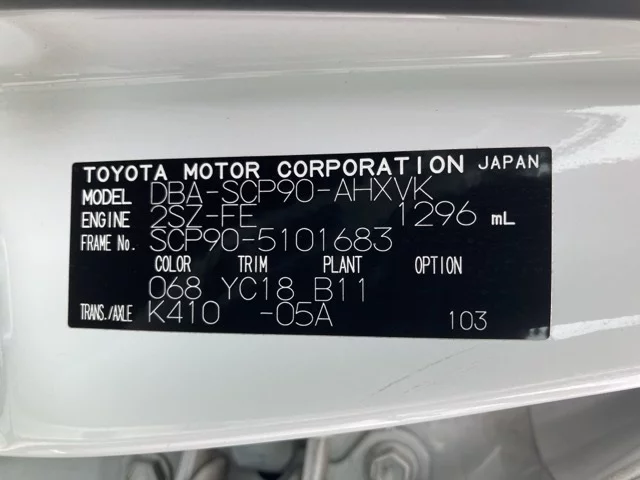 TOYOTA MOTOR CORPORATION JAPAN
MODEL DBA-SCP90-AHXVK
ENGINE 2SZ-FE 1296 mL
FRAME No. SCP90-5101683
COLOR TRIM PLANT OPTION
068 YC18 B11
TRANS./AXLE K410 -05A 103